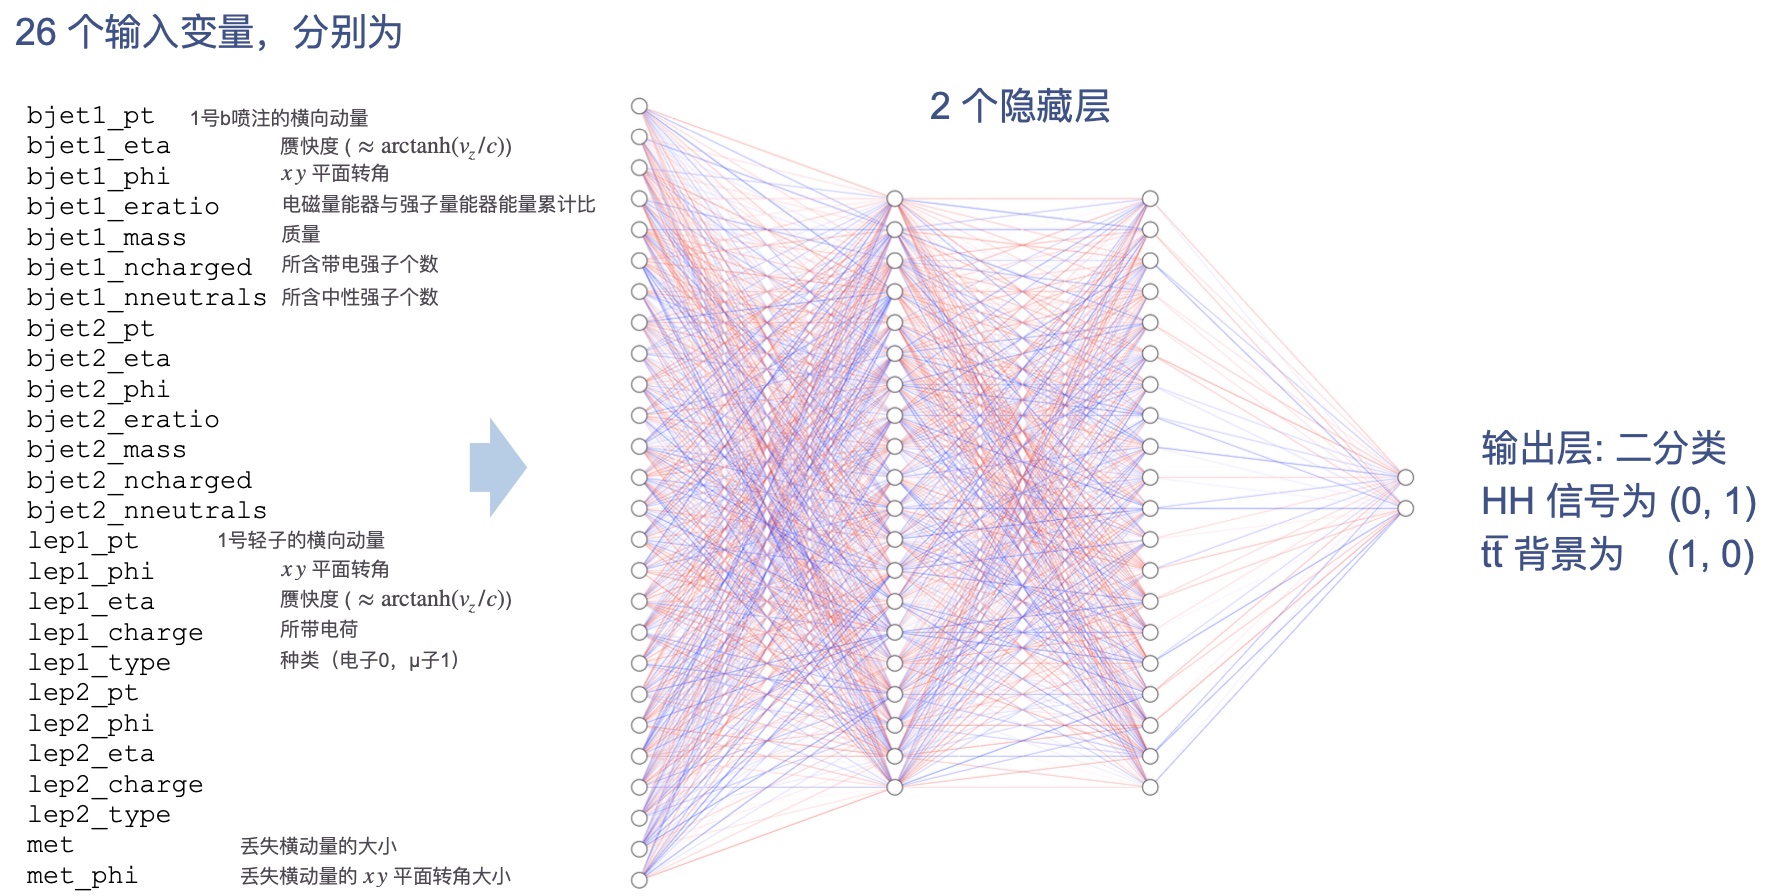 26 个输入变量，分别为
2 个隐藏层
bjet1_pt 1号b喷注的横向动量
bjet1_eta 赝快度 ( ≈ arctanh(v_z/c))
bjet1_phi xy 平面转角
bjet1_eratio 电磁量能器与强子量能器能量累计比
bjet1_mass 质量
bjet1_ncharged 所含带电强子个数
bjet1_nneutrals 所含中性强子个数
bjet2_pt
bjet2_eta
bjet2_phi
bjet2_eratio
bjet2_mass
bjet2_ncharged
bjet2_nneutrals
lep1_pt 1号轻子的横向动量
lep1_phi xy 平面转角
lep1_eta 赝快度 ( ≈ arctanh(v_z/c))
lep1_charge 所带电荷
lep1_type 种类（电子0，μ子1）
lep2_pt
lep2_phi
lep2_eta
lep2_charge
lep2_type
met 丢失横动量的大小
met_phi 丢失横动量的 xy 平面转角大小
输出层: 二分类
HH 信号为 (0, 1)
tt̅ 背景为 (1, 0)